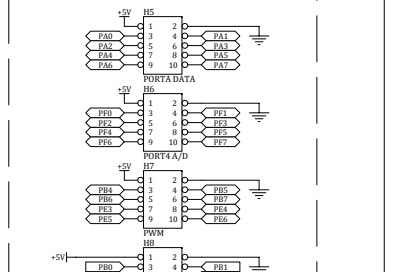 +5V H5
1 2
PA0 3 4 PA1
PA2 5 6 PA3
PA4 7 8 PA5
PA6 9 10 PA7
PORTA DATA
+5V H6
1 2
PF0 3 4 PF1
PF2 5 6 PF3
PF4 7 8 PF5
PF6 9 10 PF7
PORT4 A/D
+5V H7
1 2
PB4 3 4 PB5
PB6 5 6 PB7
PE3 7 8 PE4
PE5 9 10 PE6
PWM
H8
+5V 1 2
PB0 3 4 PB1